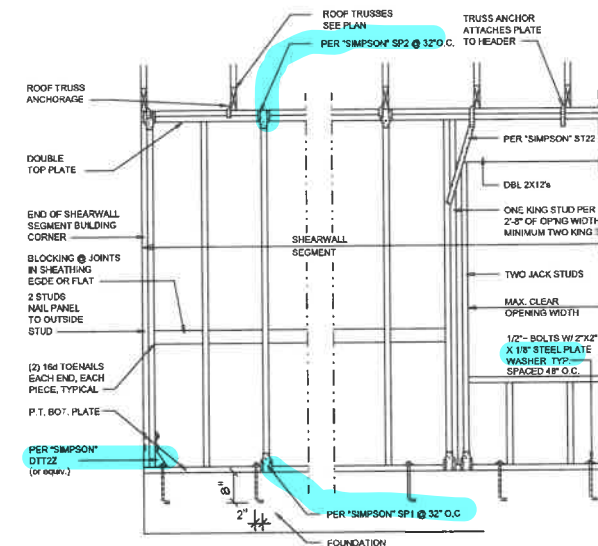 ROOF TRUSSES
SEE PLAN
PER "SIMPSON" SP2 @ 32"O.C.
TRUSS ANCHOR
ATTACHES PLATE
TO HEADER
ROOF TRUSS
ANCHORAGE
PER "SIMPSON" ST22
DOUBLE
TOP PLATE
DBL 2X12's
END OF SHEARWALL
SEGMENT BUILDING
CORNER
ONE KING STUD PER
2'-8" OF OP'NG WIDTH
MINIMUM TWO KING
SHEARWALL
SEGMENT
BLOCKING @ JOINTS
IN SHEATHING
EGDE OR FLAT
TWO JACK STUDS
2 STUDS
NAIL PANEL
TO OUTSIDE
STUD
MAX. CLEAR
OPENING WIDTH
1/2"~ BOLTS W/ 2"X2"
X 1/8" STEEL PLATE
WASHER TYP.
SPACED 48" O.C.
(2) 16d TOENAILS
EACH END, EACH
PIECE, TYPICAL
P.T. BOT. PLATE
PER "SIMPSON"
DTT2Z
(or equiv.)
8"
2"
PER "SIMPSON" SP1 @ 32" O.C
FOUNDATION